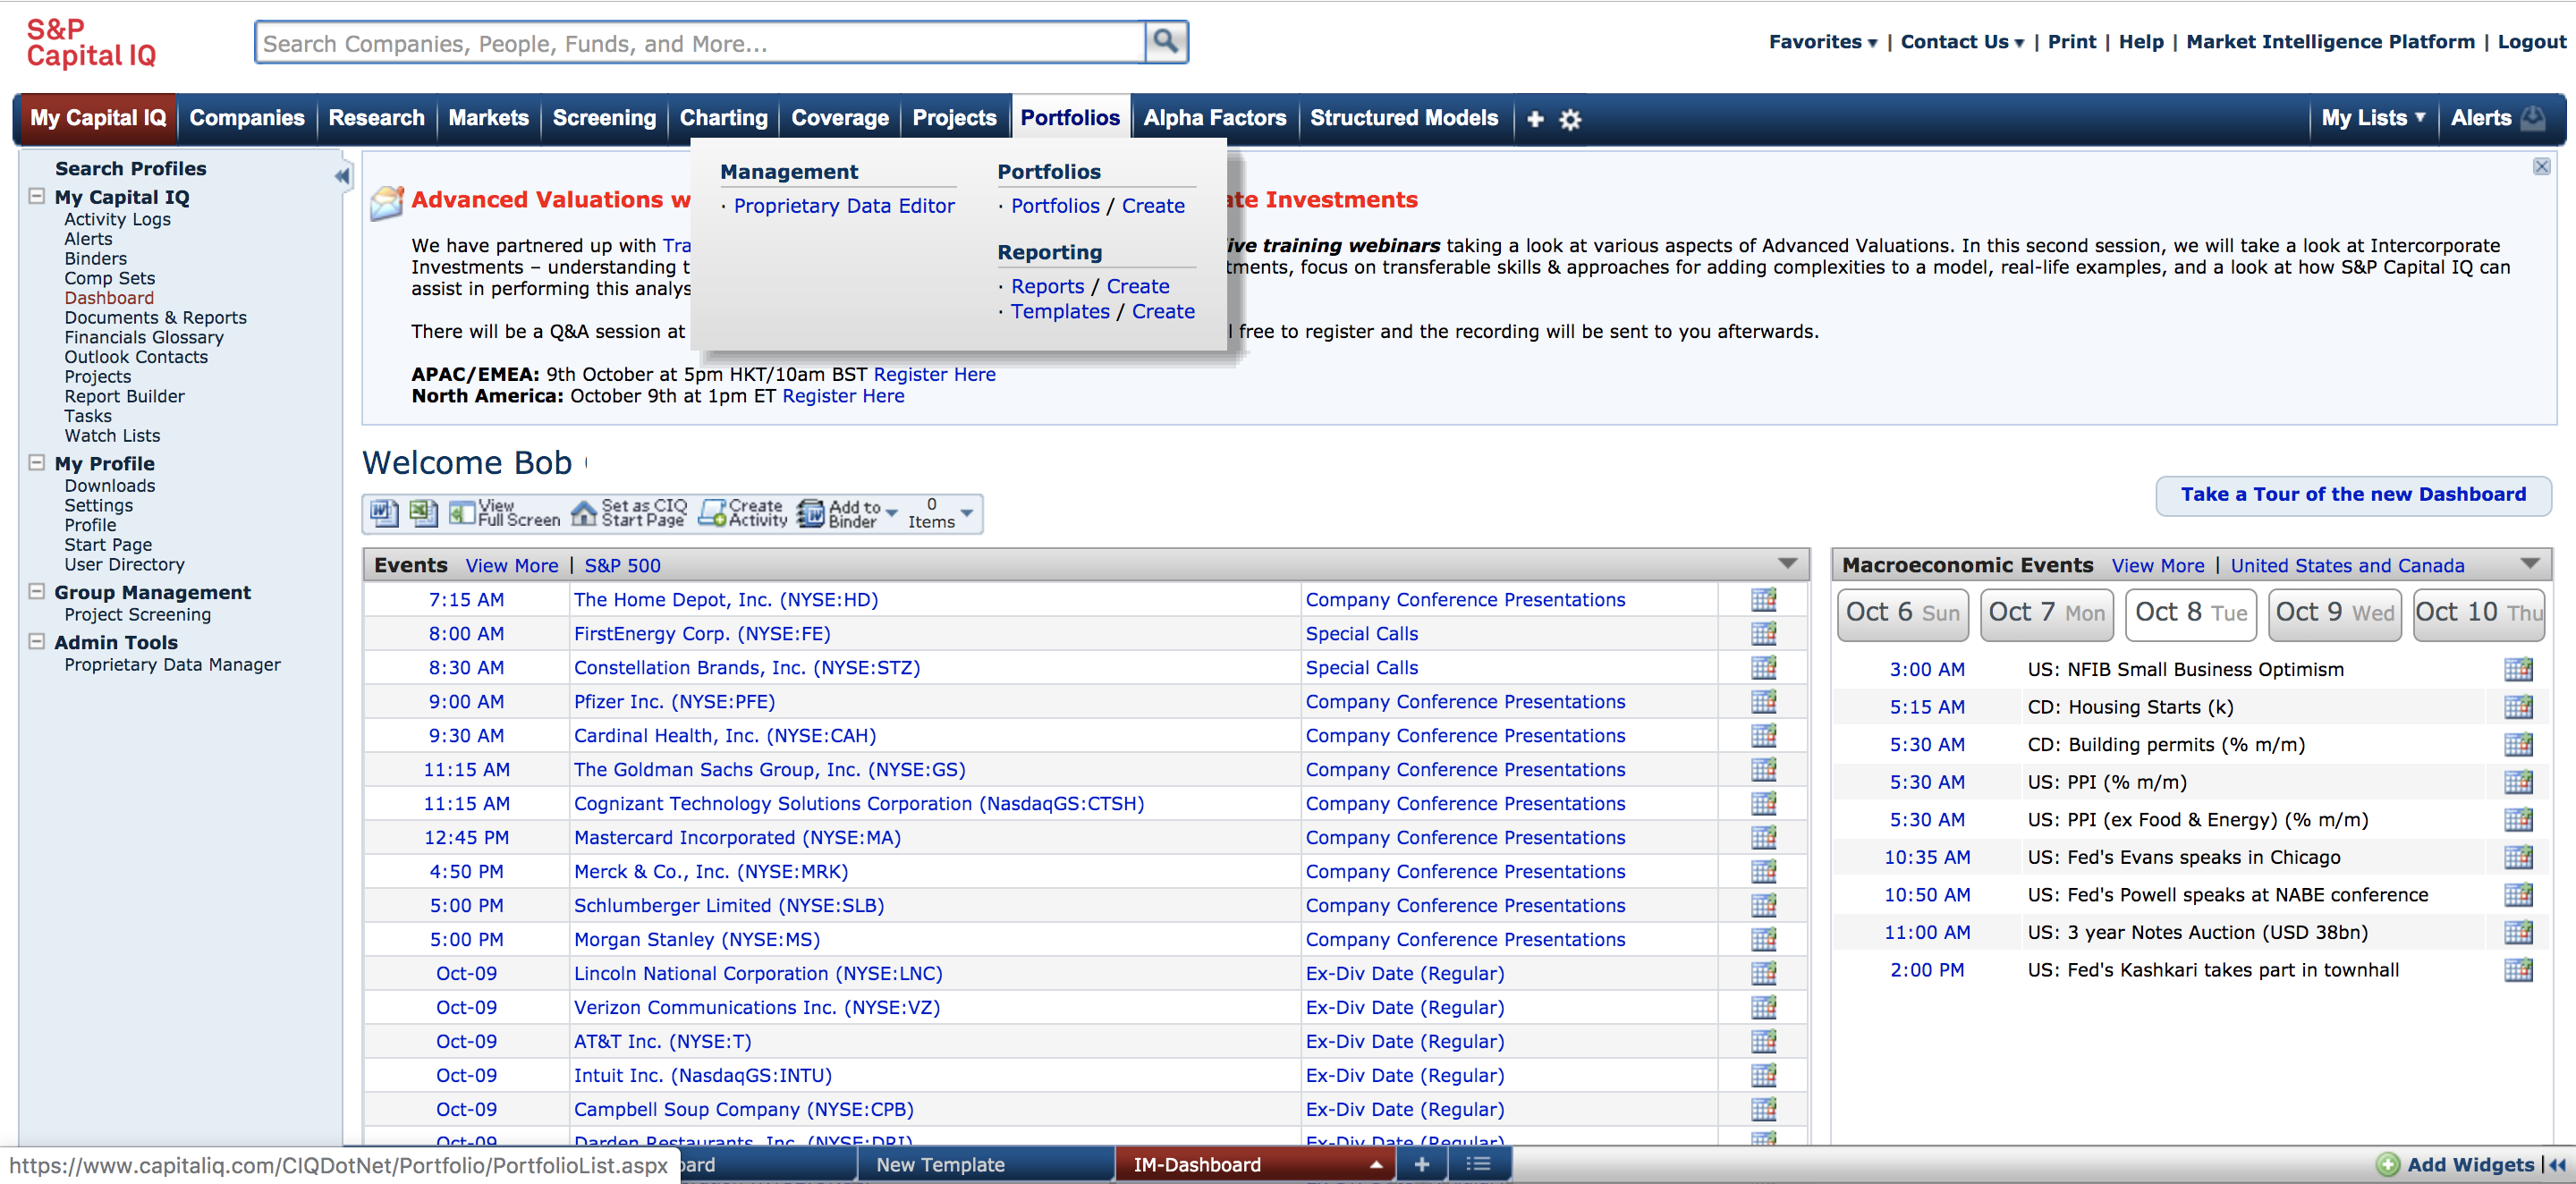 S&P
Capital IQ
Search Companies, People, Funds, and More...
Favorites ▾ | Contact Us ▾ | Print | Help | Market Intelligence Platform | Logout
My Capital IQ Companies Research Markets Screening Charting Coverage Projects Portfolios Alpha Factors Structured Models My Lists Alerts
Management
· Proprietary Data Editor
Portfolios
· Portfolios / Create
Reporting
· Reports / Create
· Templates / Create
Search Profiles
My Capital IQ
Activity Logs
Alerts
Binders
Comp Sets
Dashboard
Documents & Reports
Financials Glossary
Outlook Contacts
Projects
Report Builder
Tasks
Watch Lists
My Profile
Downloads
Settings
Profile
Start Page
User Directory
Group Management
Project Screening
Admin Tools
Proprietary Data Manager
Advanced Valuations w ate Investments
We have partnered up with Tra ive training webinars taking a look at various aspects of Advanced Valuations. In this second session, we will take a look at Intercorporate
Investments – understanding t tments, focus on transferable skills & approaches for adding complexities to a model, real-life examples, and a look at how S&P Capital IQ can
assist in performing this analys
There will be a Q&A session at l free to register and the recording will be sent to you afterwards.
APAC/EMEA: 9th October at 5pm HKT/10am BST Register Here
North America: October 9th at 1pm ET Register Here
Welcome Bob
Take a Tour of the new Dashboard
View Full Screen
Set as CIQ Start Page
Create Activity
Add to Binder
0 Items
Events View More | S&P 500
7:15 AM The Home Depot, Inc. (NYSE:HD) Company Conference Presentations
8:00 AM FirstEnergy Corp. (NYSE:FE) Special Calls
8:30 AM Constellation Brands, Inc. (NYSE:STZ) Special Calls
9:00 AM Pfizer Inc. (NYSE:PFE) Company Conference Presentations
9:30 AM Cardinal Health, Inc. (NYSE:CAH) Company Conference Presentations
11:15 AM The Goldman Sachs Group, Inc. (NYSE:GS) Company Conference Presentations
11:15 AM Cognizant Technology Solutions Corporation (NasdaqGS:CTSH) Company Conference Presentations
12:45 PM Mastercard Incorporated (NYSE:MA) Company Conference Presentations
4:50 PM Merck & Co., Inc. (NYSE:MRK) Company Conference Presentations
5:00 PM Schlumberger Limited (NYSE:SLB) Company Conference Presentations
5:00 PM Morgan Stanley (NYSE:MS) Company Conference Presentations
Oct-09 Lincoln National Corporation (NYSE:LNC) Ex-Div Date (Regular)
Oct-09 Verizon Communications Inc. (NYSE:VZ) Ex-Div Date (Regular)
Oct-09 AT&T Inc. (NYSE:T) Ex-Div Date (Regular)
Oct-09 Intuit Inc. (NasdaqGS:INTU) Ex-Div Date (Regular)
Oct-09 Campbell Soup Company (NYSE:CPB) Ex-Div Date (Regular)
Oct-09 Darden Restaurants, Inc. (NYSE:DRI) Ex-Div Date (Regular)
Macroeconomic Events View More | United States and Canada
Oct 6 Sun Oct 7 Mon Oct 8 Tue Oct 9 Wed Oct 10 Thu
3:00 AM US: NFIB Small Business Optimism
5:15 AM CD: Housing Starts (k)
5:30 AM CD: Building permits (% m/m)
5:30 AM US: PPI (% m/m)
5:30 AM US: PPI (ex Food & Energy) (% m/m)
10:35 AM US: Fed's Evans speaks in Chicago
10:50 AM US: Fed's Powell speaks at NABE conference
11:00 AM US: 3 year Notes Auction (USD 38bn)
2:00 PM US: Fed's Kashkari takes part in townhall
https://www.capitaliq.com/CIQDotNet/Portfolio/PortfolioList.aspx
ard New Template IM-Dashboard Add Widgets